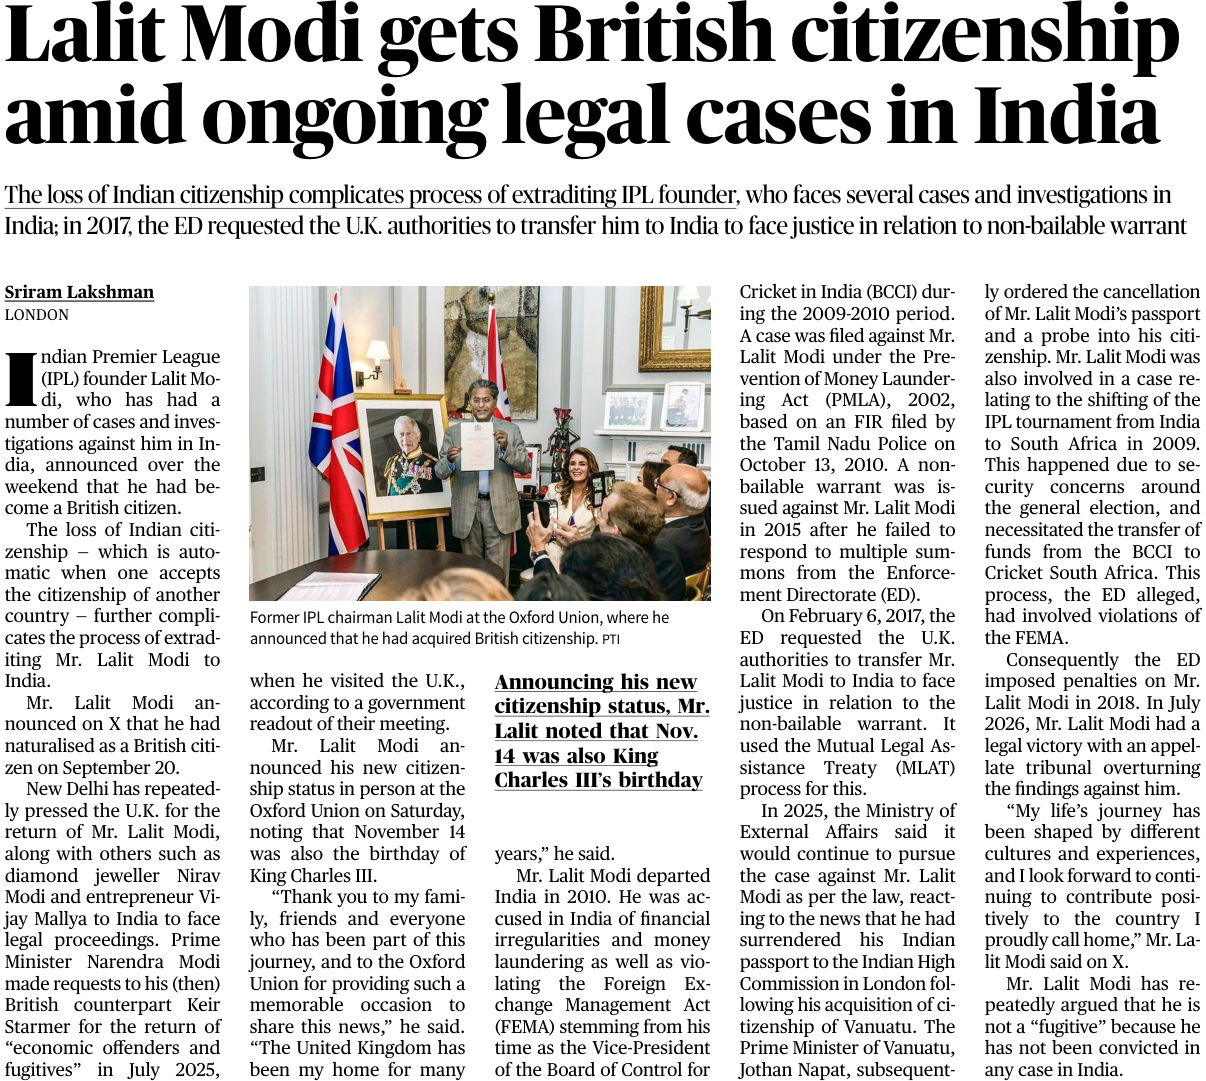 Lalit Modi gets British citizenship
amid ongoing legal cases in India
The loss of Indian citizenship complicates process of extraditing IPL founder, who faces several cases and investigations in
India; in 2017, the ED requested the U.K. authorities to transfer him to India to face justice in relation to non-bailable warrant
Sriram Lakshman
LONDON
Indian Premier League
(IPL) founder Lalit Mo-
di, who has had a
number of cases and inves-
tigations against him in In-
dia, announced over the
weekend that he had be-
come a British citizen.
The loss of Indian citi-
zenship – which is auto-
matic when one accepts
the citizenship of another
country – further compli-
cates the process of extrad-
iting Mr. Lalit Modi to
India.
Mr. Lalit Modi an-
nounced on X that he had
naturalised as a British citi-
zen on September 20.
New Delhi has repeated-
ly pressed the U.K. for the
return of Mr. Lalit Modi,
along with others such as
diamond jeweller Nirav
Modi and entrepreneur Vi-
jay Mallya to India to face
legal proceedings. Prime
Minister Narendra Modi
made requests to his (then)
British counterpart Keir
Starmer for the return of
“economic offenders and
fugitives” in July 2025,
Former IPL chairman Lalit Modi at the Oxford Union, where he
announced that he had acquired British citizenship. PTI
when he visited the U.K.,
according to a government
readout of their meeting.
Mr. Lalit Modi an-
nounced his new citizen-
ship status in person at the
Oxford Union on Saturday,
noting that November 14
was also the birthday of
King Charles III.
“Thank you to my fami-
ly, friends and everyone
who has been part of this
journey, and to the Oxford
Union for providing such a
memorable occasion to
share this news,” he said.
“The United Kingdom has
been my home for many
Announcing his new
citizenship status, Mr.
Lalit noted that Nov.
14 was also King
Charles III’s birthday
years,” he said.
Mr. Lalit Modi departed
India in 2010. He was ac-
cused in India of financial
irregularities and money
laundering as well as vio-
lating the Foreign Ex-
change Management Act
(FEMA) stemming from his
time as the Vice-President
of the Board of Control for
Cricket in India (BCCI) dur-
ing the 2009-2010 period.
A case was filed against Mr.
Lalit Modi under the Pre-
vention of Money Launder-
ing Act (PMLA), 2002,
based on an FIR filed by
the Tamil Nadu Police on
October 13, 2010. A non-
bailable warrant was is-
sued against Mr. Lalit Modi
in 2015 after he failed to
respond to multiple sum-
mons from the Enforce-
ment Directorate (ED).
On February 6, 2017, the
ED requested the U.K.
authorities to transfer Mr.
Lalit Modi to India to face
justice in relation to the
non-bailable warrant. It
used the Mutual Legal As-
sistance Treaty (MLAT)
process for this.
In 2025, the Ministry of
External Affairs said it
would continue to pursue
the case against Mr. Lalit
Modi as per the law, react-
ing to the news that he had
surrendered his Indian
passport to the Indian High
Commission in London fol-
lowing his acquisition of ci-
tizenship of Vanuatu. The
Prime Minister of Vanuatu,
Jothan Napat, subsequent-
ly ordered the cancellation
of Mr. Lalit Modi’s passport
and a probe into his citi-
zenship. Mr. Lalit Modi was
also involved in a case re-
lating to the shifting of the
IPL tournament from India
to South Africa in 2009.
This happened due to se-
curity concerns around
the general election, and
necessitated the transfer of
funds from the BCCI to
Cricket South Africa. This
process, the ED alleged,
had involved violations of
the FEMA.
Consequently the ED
imposed penalties on Mr.
Lalit Modi in 2018. In July
2026, Mr. Lalit Modi had a
legal victory with an appel-
late tribunal overturning
the findings against him.
“My life’s journey has
been shaped by different
cultures and experiences,
and I look forward to conti-
nuing to contribute posi-
tively to the country I
proudly call home,” Mr. La-
lit Modi said on X.
Mr. Lalit Modi has re-
peatedly argued that he is
not a “fugitive” because he
has not been convicted in
any case in India.